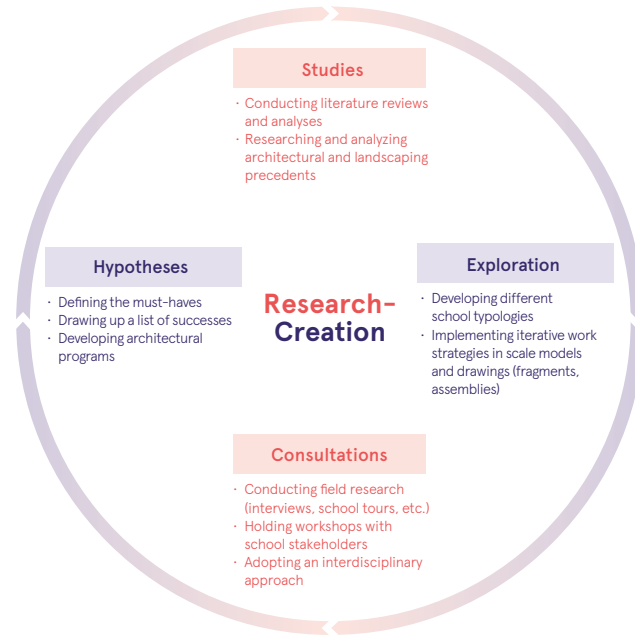 Studies
· Conducting literature reviews
and analyses
· Researching and analyzing
architectural and landscaping
precedents
Hypotheses
· Defining the must-haves
· Drawing up a list of successes
· Developing architectural
programs
Research-
Creation
Exploration
· Developing different
school typologies
· Implementing iterative work
strategies in scale models
and drawings (fragments,
assemblies)
Consultations
· Conducting field research
(interviews, school tours, etc.)
· Holding workshops with
school stakeholders
· Adopting an interdisciplinary
approach